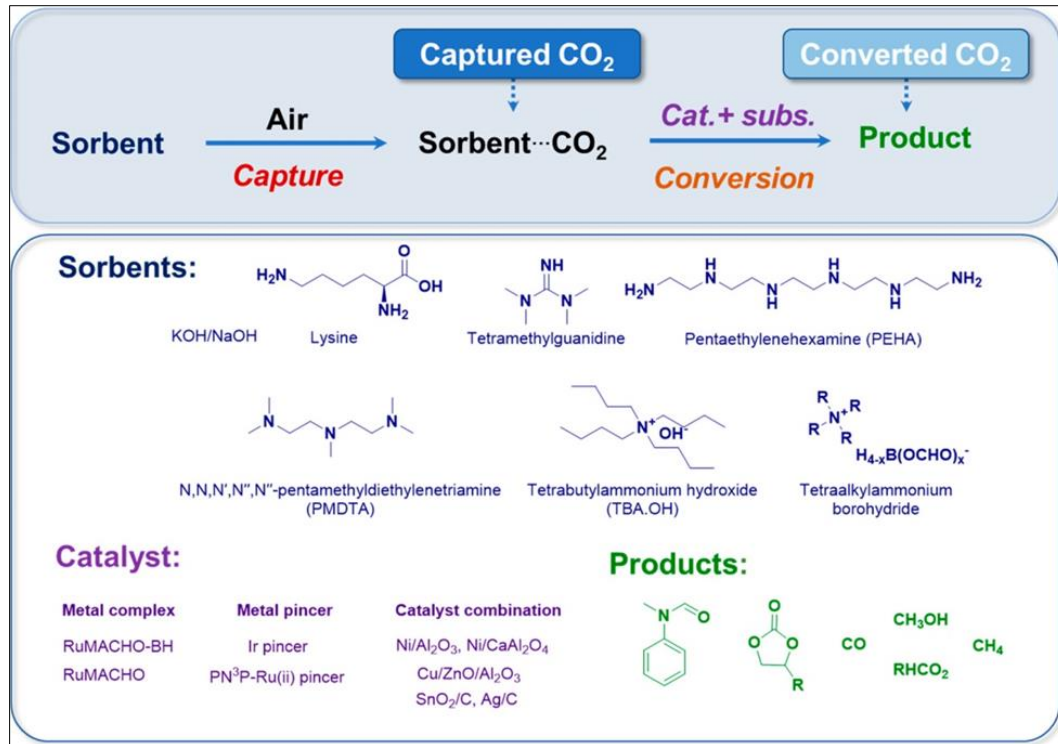 Captured CO₂
Converted CO₂
Sorbent
Air
Capture
Sorbent···CO₂
Cat.+ subs.
Conversion
Product
Sorbents:
KOH/NaOH
H₂N
O
OH
NH₂
Lysine
NH
N
N
Tetramethylguanidine
H₂N
H
N
N
H
H
N
N
H
NH₂
Pentaethylenehexamine (PEHA)
N
N
N
N,N,N′,N″,N″-pentamethyldiethylenetriamine
(PMDTA)
N⁺
OH⁻
Tetrabutylammonium hydroxide
(TBA.OH)
R
R
N⁺
R
R
H₄₋ₓB(OCHO)ₓ⁻
Tetraalkylammonium
borohydride
Catalyst:
Metal complex
RuMACHO-BH
RuMACHO
Metal pincer
Ir pincer
PN³P-Ru(ii) pincer
Catalyst combination
Ni/Al₂O₃, Ni/CaAl₂O₄
Cu/ZnO/Al₂O₃
SnO₂/C, Ag/C
Products:
N
O
O
O
O
R
CO
CH₃OH
RHCO₂
CH₄